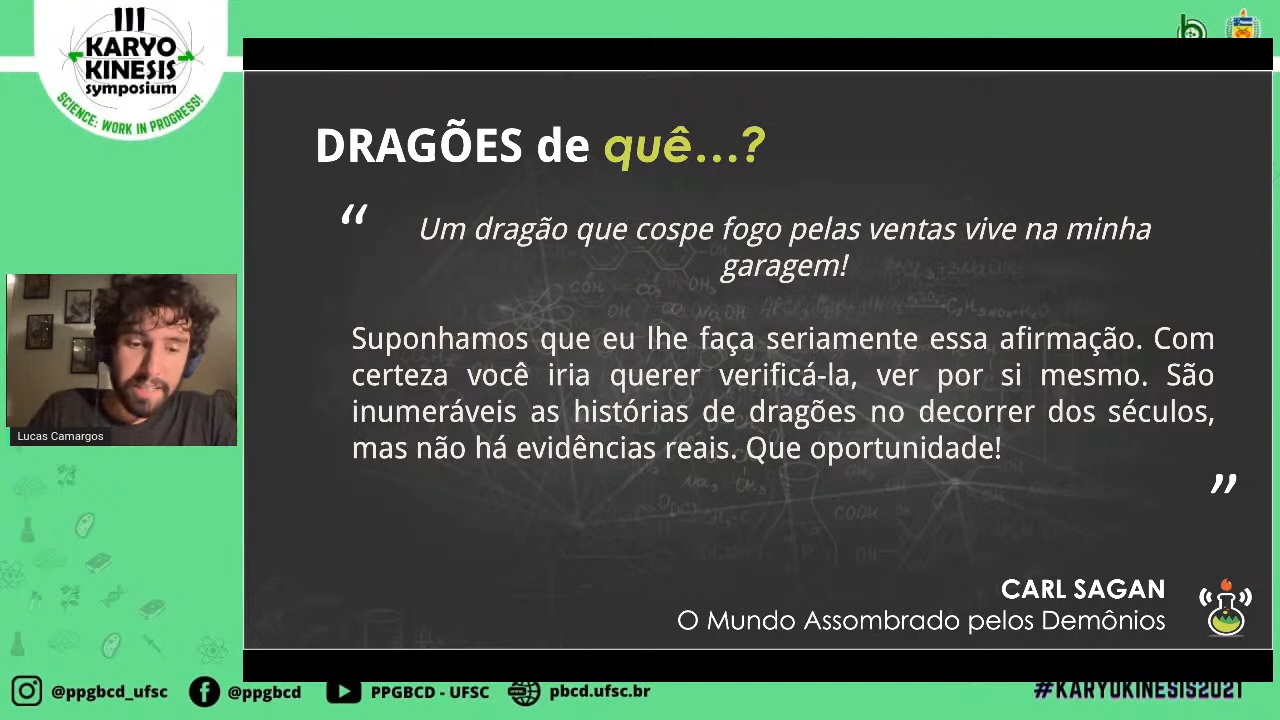 III
KARYO
KINESIS
symposium
SCIENCE: WORK IN PROGRESS!
DRAGÕES de quê...?
“
Um dragão que cospe fogo pelas ventas vive na minha
garagem!
Suponhamos que eu lhe faça seriamente essa afirmação. Com
certeza você iria querer verificá-la, ver por si mesmo. São
inumeráveis as histórias de dragões no decorrer dos séculos,
mas não há evidências reais. Que oportunidade!
”
Lucas Camargos
CARL SAGAN
O Mundo Assombrado pelos Demônios
@ppgbcd_ufsc @ppgbcd PPGBCD - UFSC pbcd.ufsc.br #KARYOKINESIS2021